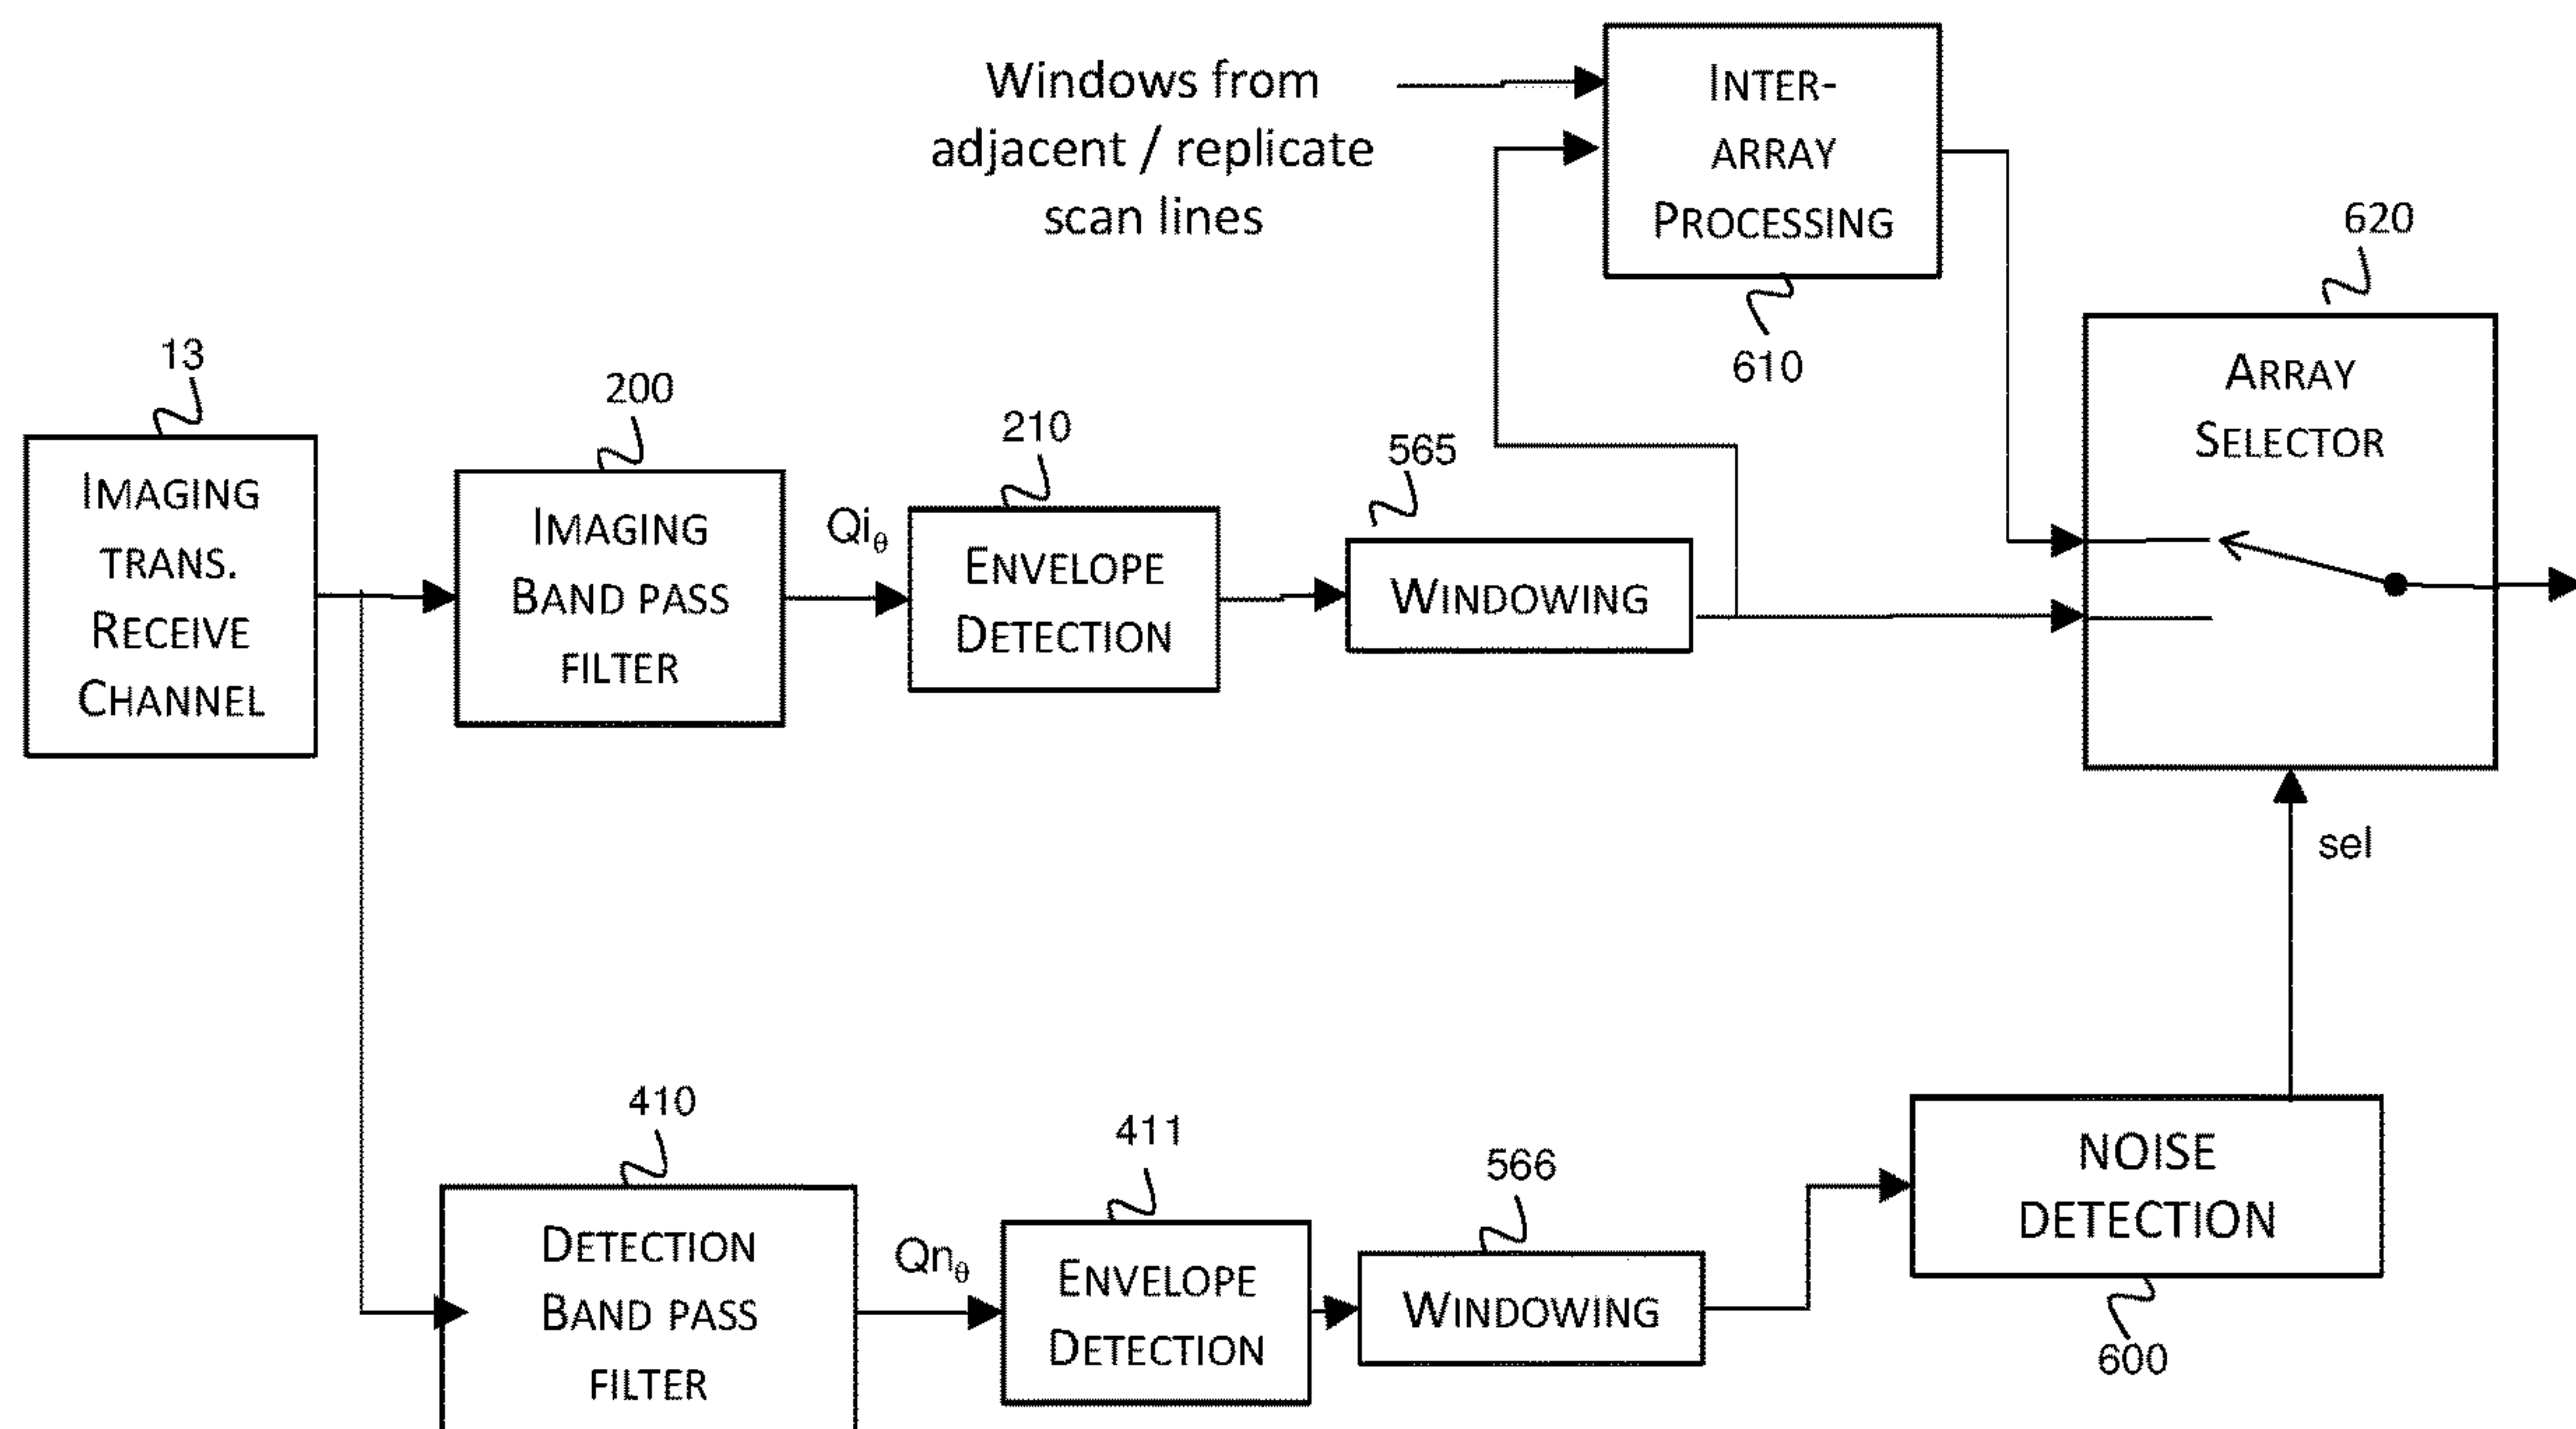 Windows from
adjacent / replicate
scan lines
INTER-
ARRAY
PROCESSING
610
620
ARRAY
SELECTOR
13
IMAGING
TRANS.
RECEIVE
CHANNEL
200
IMAGING
BAND PASS
FILTER
Qiθ
210
ENVELOPE
DETECTION
565
WINDOWING
sel
410
DETECTION
BAND PASS
FILTER
Qnθ
411
ENVELOPE
DETECTION
566
WINDOWING
NOISE
DETECTION
600